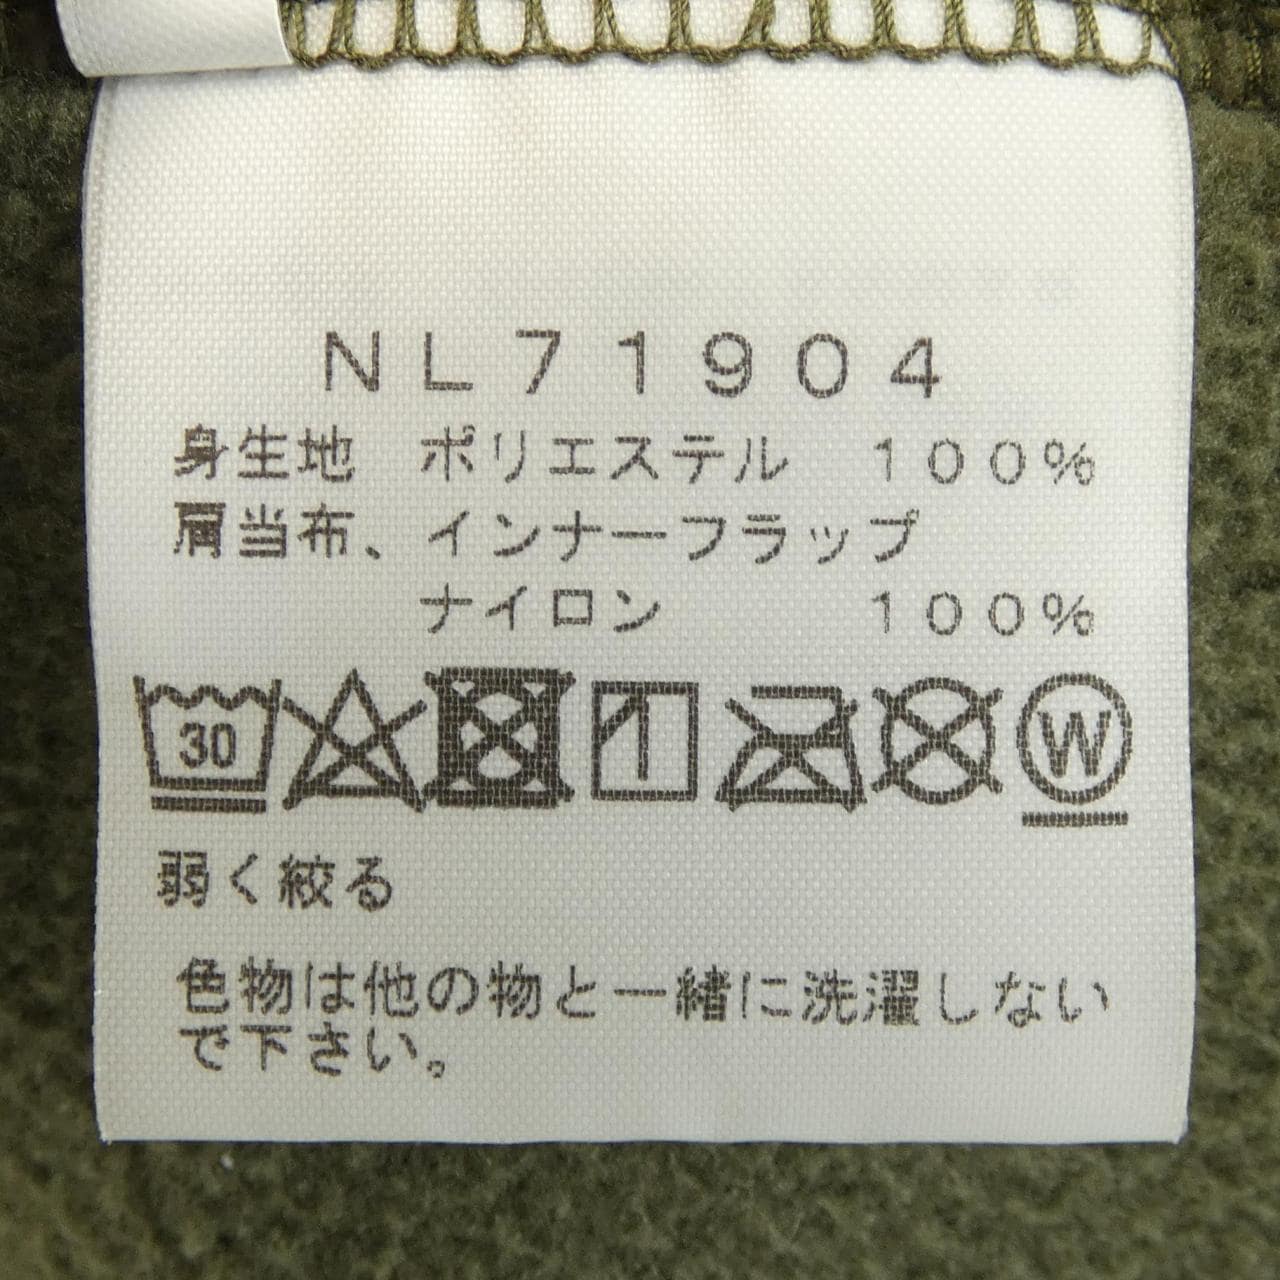 NL71904
身生地 ポリエステル 100%
肩当布、インナーフラップ
ナイロン 100%
30 W
弱く絞る
色物は他の物と一緒に洗濯しない
で下さい。